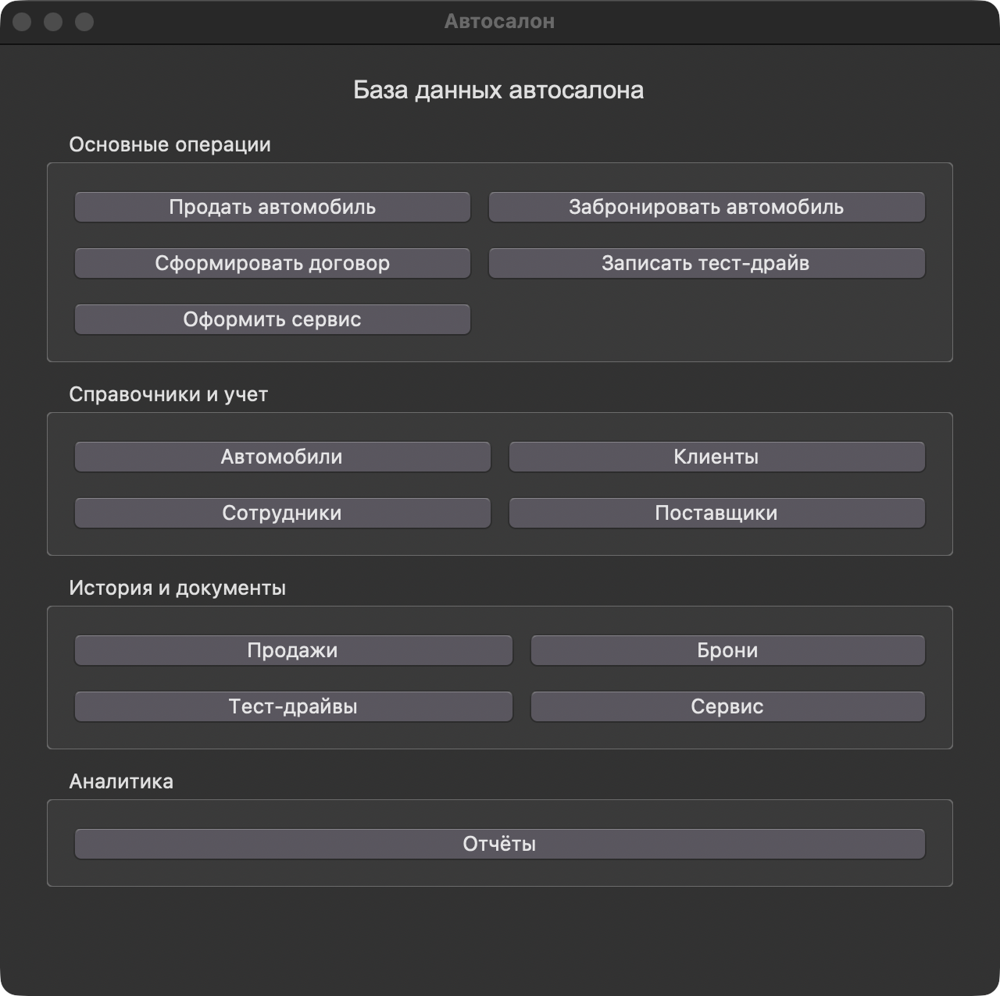 Автосалон
База данных автосалона
Основные операции
Продать автомобиль
Забронировать автомобиль
Сформировать договор
Записать тест-драйв
Оформить сервис
Справочники и учет
Автомобили
Клиенты
Сотрудники
Поставщики
История и документы
Продажи
Брони
Тест-драйвы
Сервис
Аналитика
Отчёты